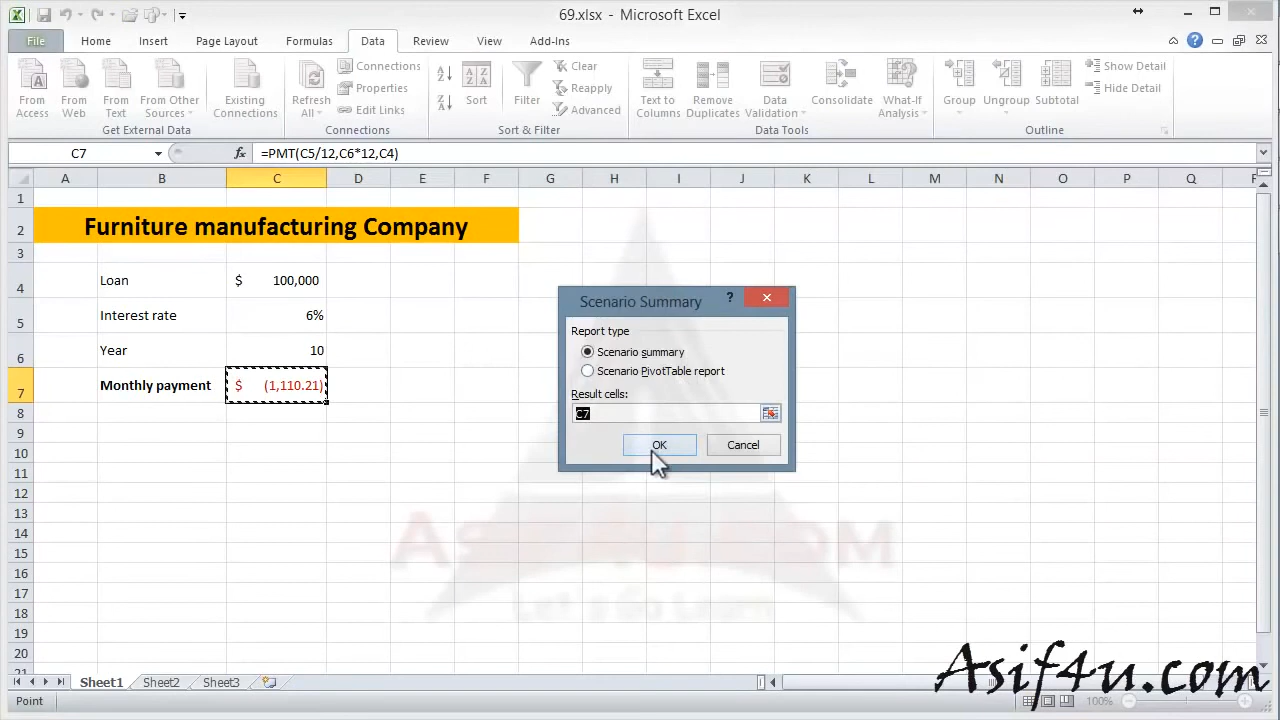 69.xlsx - Microsoft Excel
File Home Insert Page Layout Formulas Data Review View Add-Ins
From Access
From Web
From Text
From Other Sources
Existing Connections
Get External Data
Refresh All
Connections
Properties
Edit Links
Connections
Sort
Filter
Clear
Reapply
Advanced
Sort & Filter
Text to Columns
Remove Duplicates
Data Validation
Consolidate
What-If Analysis
Data Tools
Group
Ungroup
Subtotal
Show Detail
Hide Detail
Outline
C7 fx =PMT(C5/12,C6*12,C4)
A B C D E F G H I J K L M N O P Q
1
2 Furniture manufacturing Company
3
4 Loan $ 100,000
5 Interest rate 6%
6 Year 10
7 Monthly payment $ (1,110.21)
8
9
10
11
12
13
14
15
16
17
18
19
20
21
Scenario Summary ?
Report type
Scenario summary
Scenario PivotTable report
Result cells:
C7
OK Cancel
Asif4u.com
Let's Go Learn
Sheet1 Sheet2 Sheet3
Point 100%
Asif4u.com